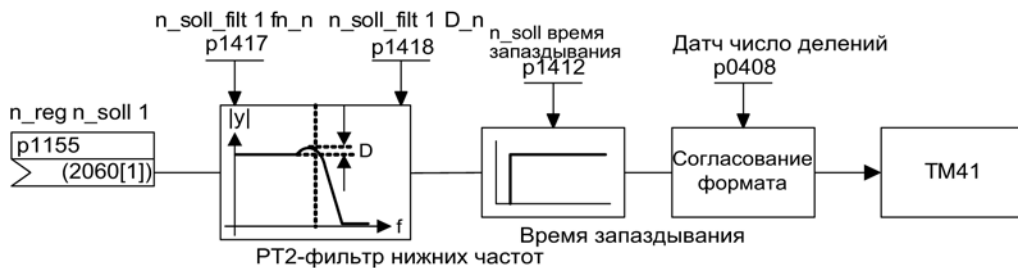 n_soll_filt 1 fn_n
p1417
n_soll_filt 1 D_n
p1418
n_soll время
запаздывания
p1412
Датч число делений
p0408
n_reg n_soll 1
p1155
(2060[1])
|y|
D
f
Согласование
формата
TM41
PT2-фильтр нижних частот
Время запаздывания